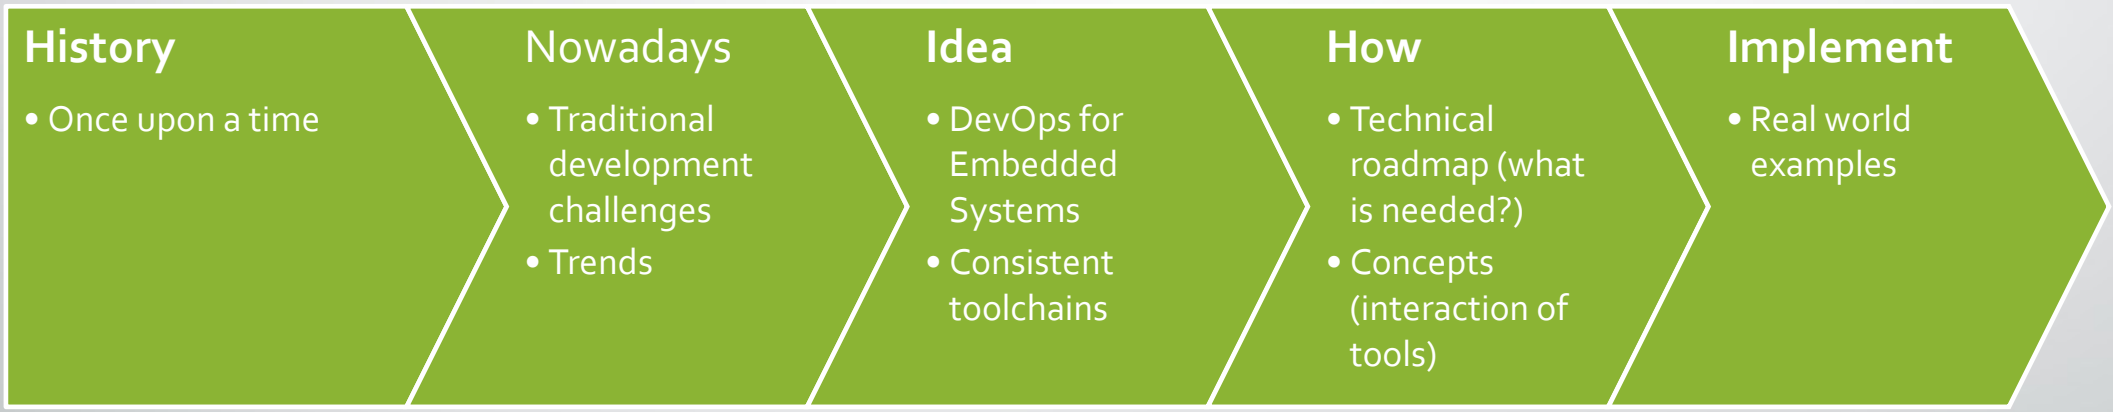 History
• Once upon a time
Nowadays
• Traditional
development
challenges
• Trends
Idea
• DevOps for
Embedded
Systems
• Consistent
toolchains
How
• Technical
roadmap (what
is needed?)
• Concepts
(interaction of
tools)
Implement
• Real world
examples